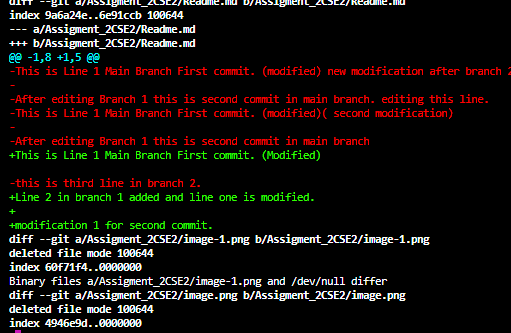 diff --git a/Assigment_2CSE2/Readme.md b/Assigment_2CSE2/Readme.md
index 9a6a24e..6e91ccb 100644
--- a/Assigment_2CSE2/Readme.md
+++ b/Assigment_2CSE2/Readme.md
@@ -1,8 +1,5 @@
-This is Line 1 Main Branch First commit. (modified) new modification after branch 2
-
-After editing Branch 1 this is second commit in main branch. editing this line.
-This is Line 1 Main Branch First commit. (modified)( second modification)
-
-After editing Branch 1 this is second commit in main branch
+This is Line 1 Main Branch First commit. (Modified)
-this is third line in branch 2.
+Line 2 in branch 1 added and line one is modified.
+
+modification 1 for second commit.
diff --git a/Assigment_2CSE2/image-1.png b/Assigment_2CSE2/image-1.png
deleted file mode 100644
index 60f71f4..0000000
Binary files a/Assigment_2CSE2/image-1.png and /dev/null differ
diff --git a/Assigment_2CSE2/image.png b/Assigment_2CSE2/image.png
deleted file mode 100644
index 4946e9d..0000000